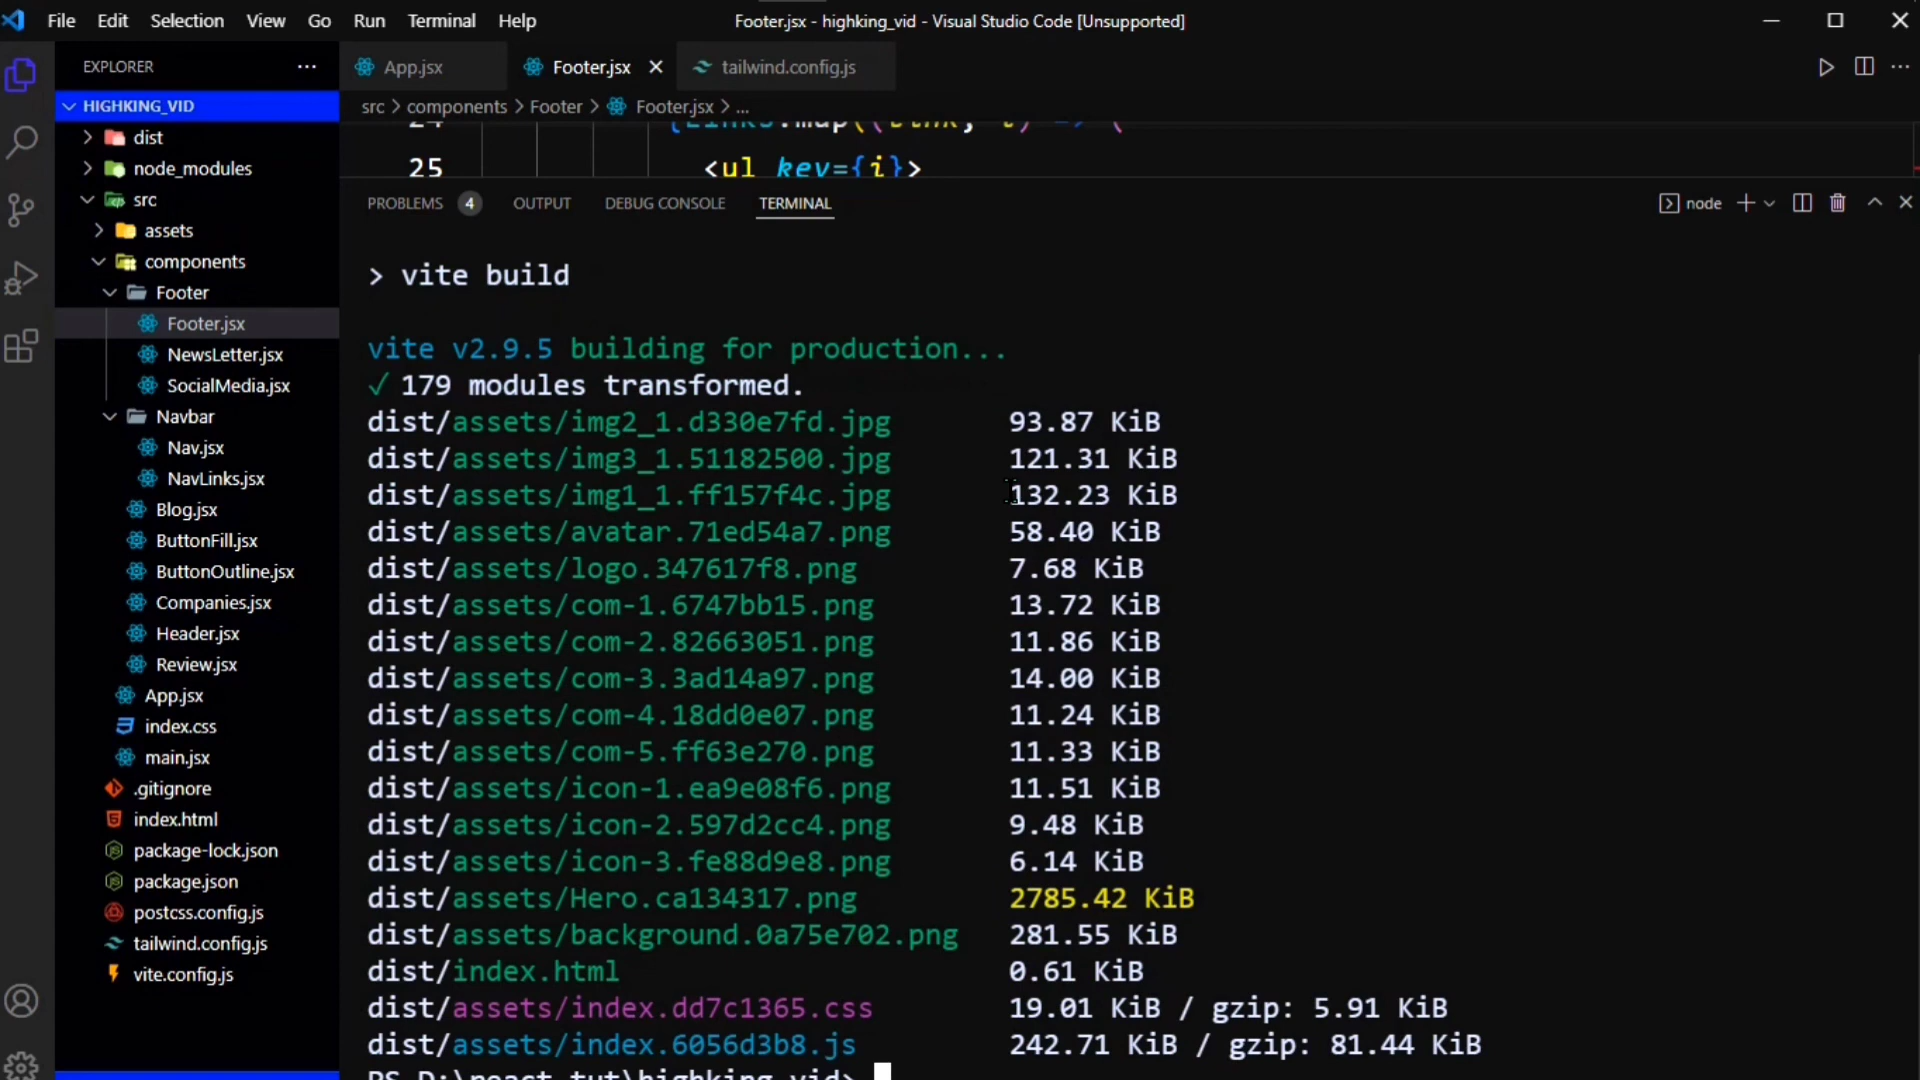 File Edit Selection View Go Run Terminal Help
Footer.jsx - highking_vid - Visual Studio Code [Unsupported]
EXPLORER
App.jsx
Footer.jsx
tailwind.config.js
HIGHKING_VID
src > components > Footer > Footer.jsx > ...
dist
node_modules
src
assets
components
Footer
Footer.jsx
NewsLetter.jsx
SocialMedia.jsx
Navbar
Nav.jsx
NavLinks.jsx
Blog.jsx
ButtonFill.jsx
ButtonOutline.jsx
Companies.jsx
Header.jsx
Review.jsx
App.jsx
index.css
main.jsx
.gitignore
index.html
package-lock.json
package.json
postcss.config.js
tailwind.config.js
vite.config.js
25 <ul key={i}>
PROBLEMS 4 OUTPUT DEBUG CONSOLE TERMINAL
node
> vite build
vite v2.9.5 building for production...
✓ 179 modules transformed.
dist/assets/img2_1.d330e7fd.jpg 93.87 KiB
dist/assets/img3_1.51182500.jpg 121.31 KiB
dist/assets/img1_1.ff157f4c.jpg 132.23 KiB
dist/assets/avatar.71ed54a7.png 58.40 KiB
dist/assets/logo.347617f8.png 7.68 KiB
dist/assets/com-1.6747bb15.png 13.72 KiB
dist/assets/com-2.82663051.png 11.86 KiB
dist/assets/com-3.3ad14a97.png 14.00 KiB
dist/assets/com-4.18dd0e07.png 11.24 KiB
dist/assets/com-5.ff63e270.png 11.33 KiB
dist/assets/icon-1.ea9e08f6.png 11.51 KiB
dist/assets/icon-2.597d2cc4.png 9.48 KiB
dist/assets/icon-3.fe88d9e8.png 6.14 KiB
dist/assets/Hero.ca134317.png 2785.42 KiB
dist/assets/background.0a75e702.png 281.55 KiB
dist/index.html 0.61 KiB
dist/assets/index.dd7c1365.css 19.01 KiB / gzip: 5.91 KiB
dist/assets/index.6056d3b8.js 242.71 KiB / gzip: 81.44 KiB
PS D:\react tut\highking vid>